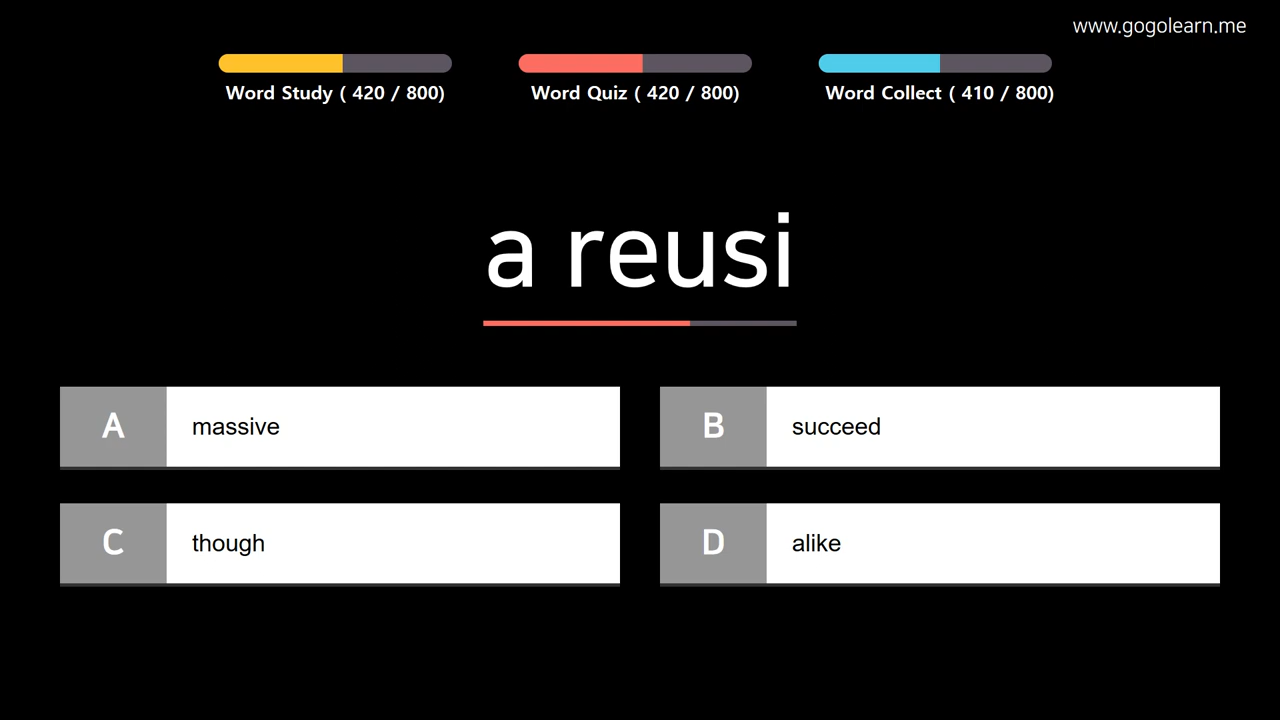 www.gogolearn.me
Word Study ( 420 / 800)
Word Quiz ( 420 / 800)
Word Collect ( 410 / 800)
a reusi
A
massive
B
succeed
C
though
D
alike